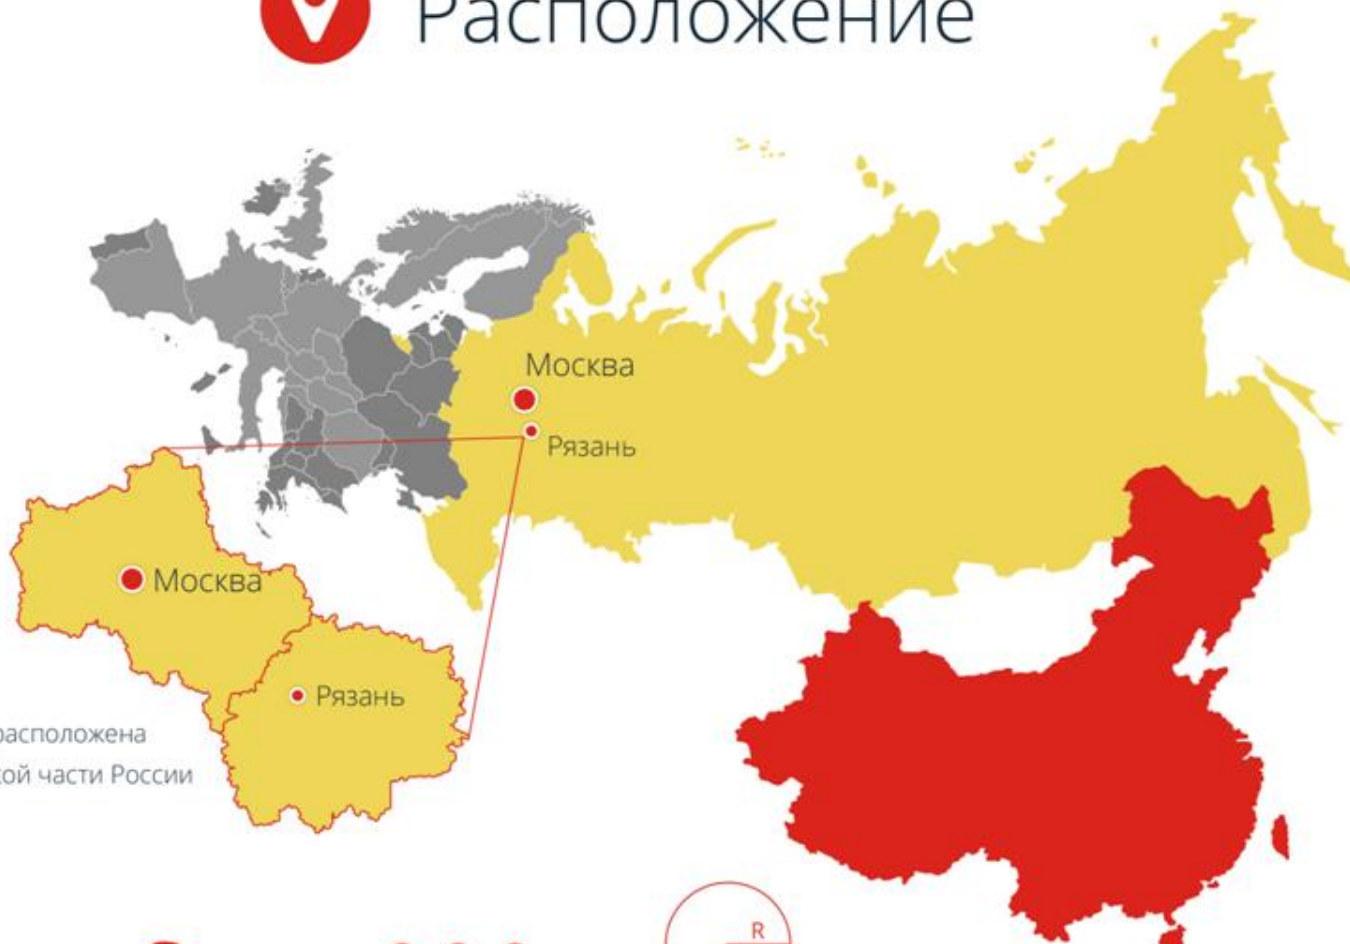 Расположение
Москва
Рязань
Москва
Рязань
расположена
части России
R